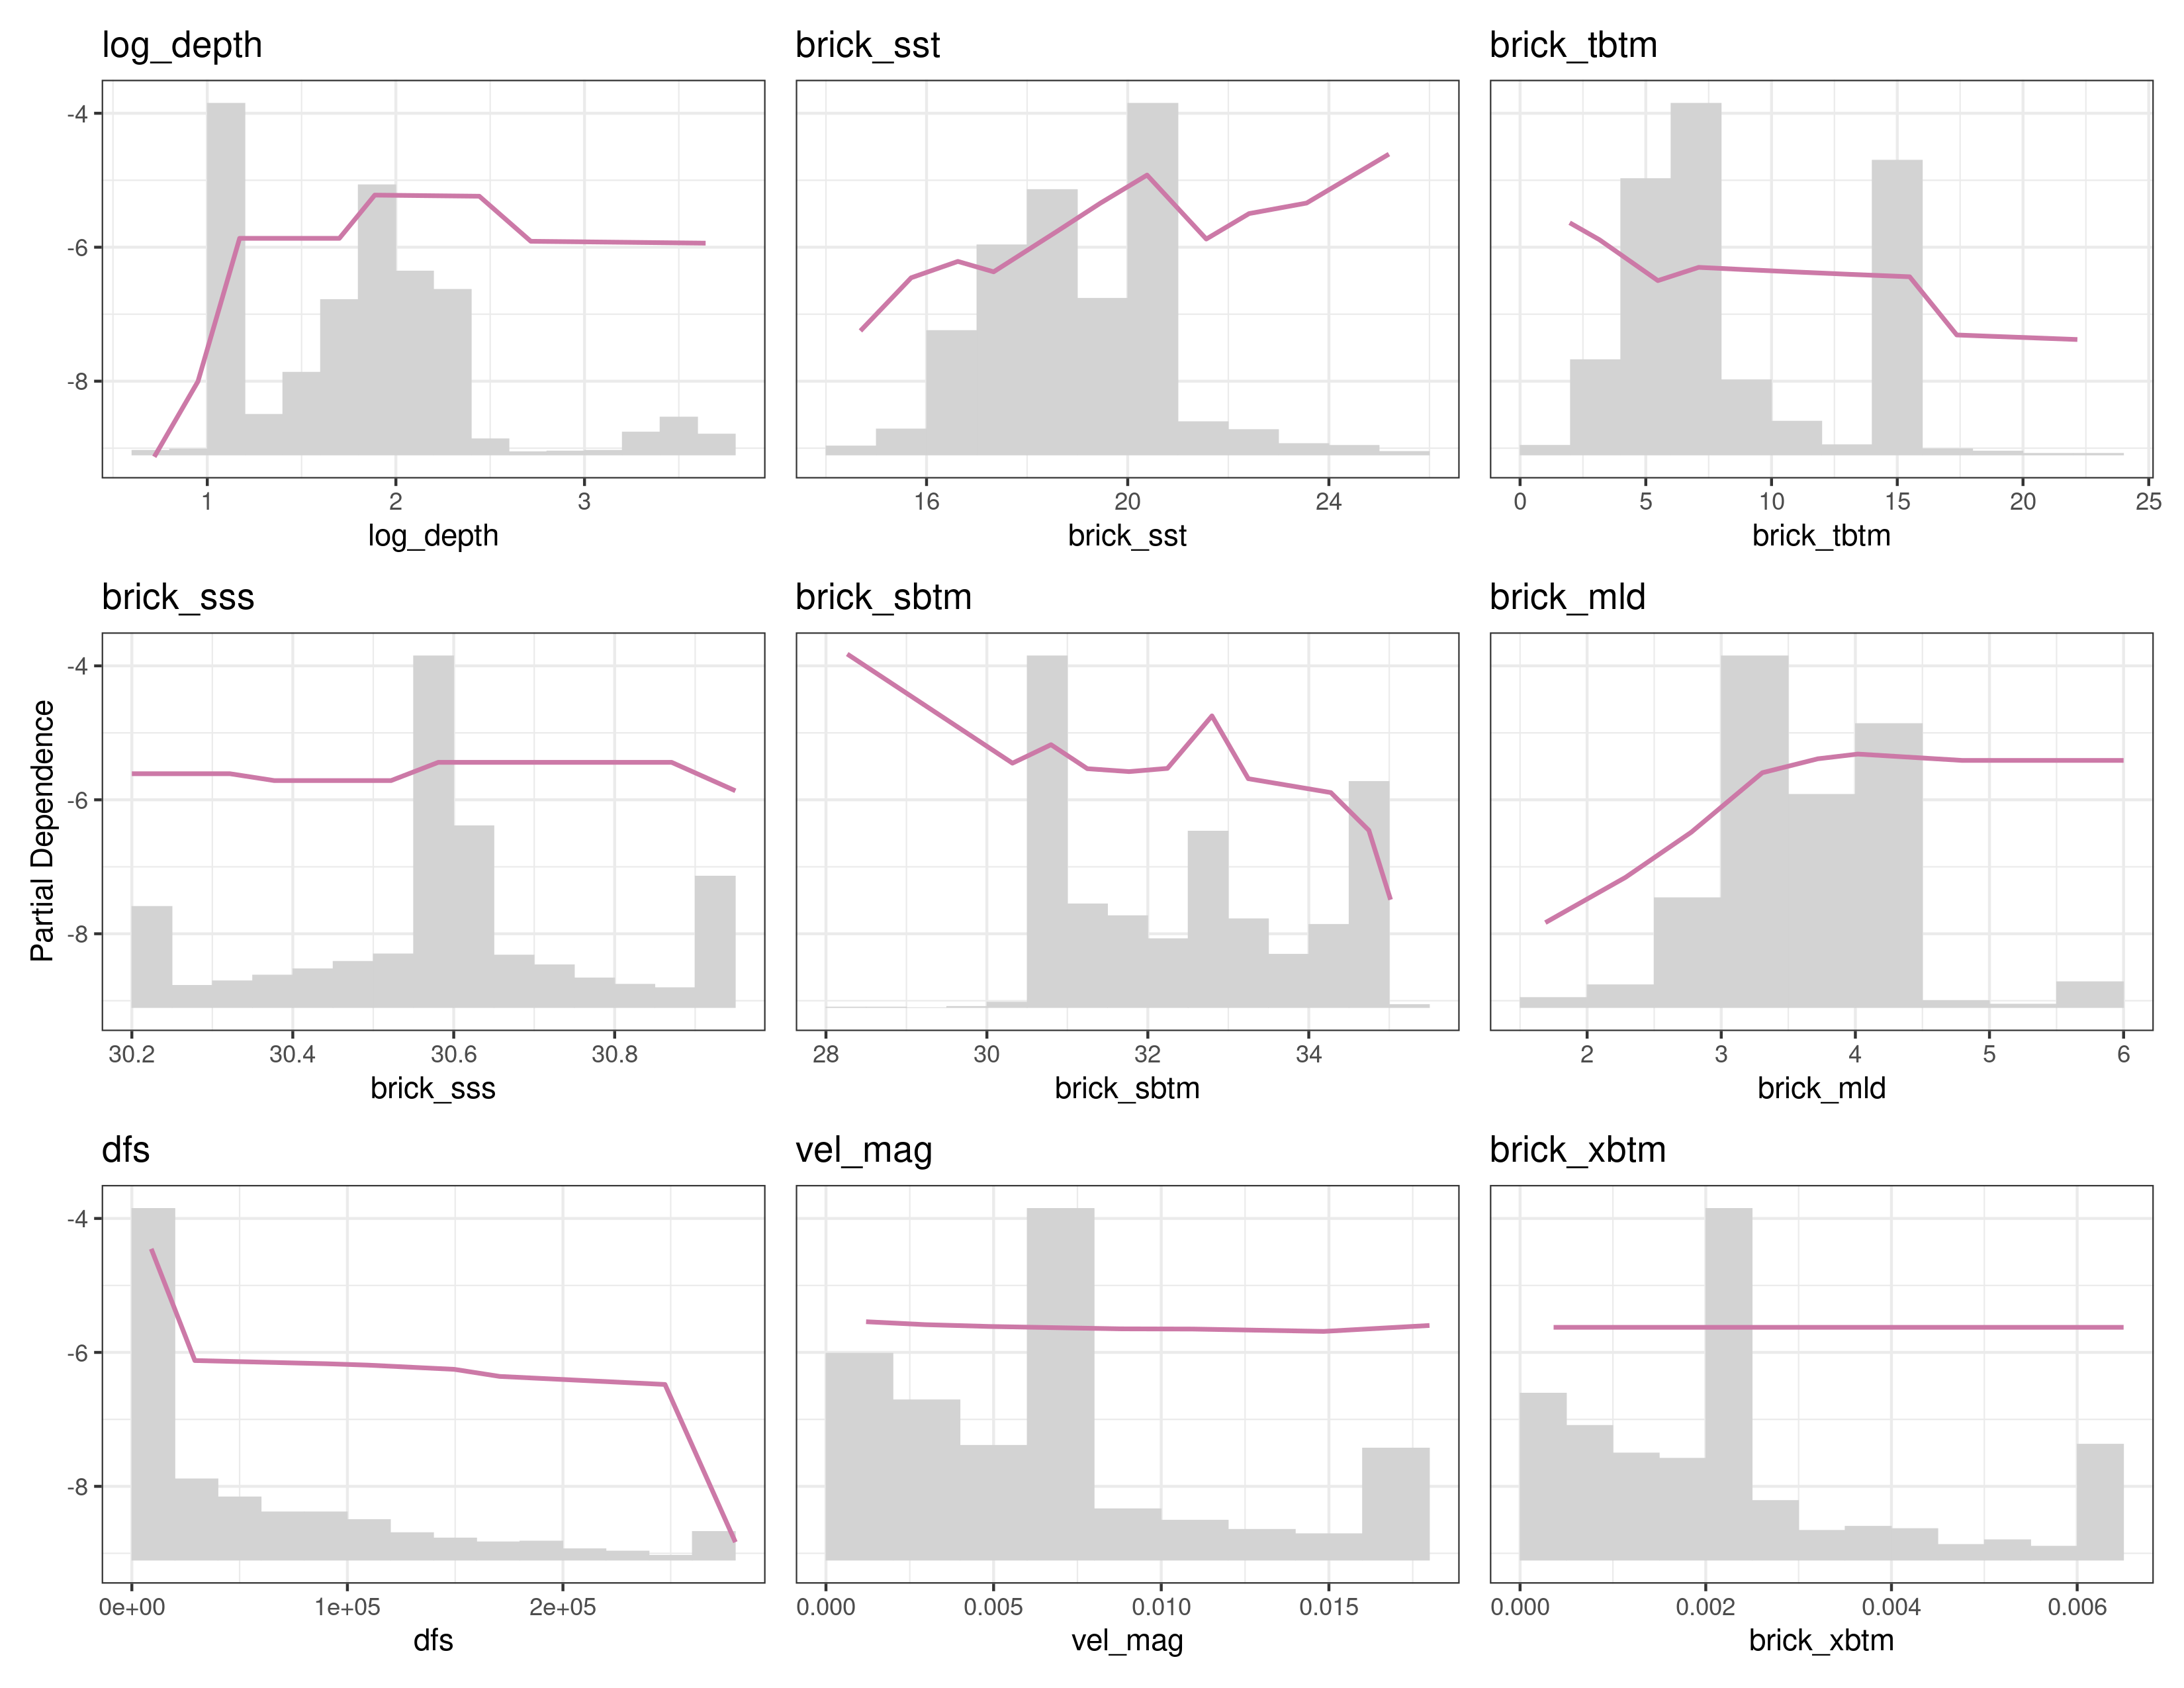 log_depth
brick_sst
brick_tbtm
-4
-6
-8
1 2 3
16 20 24
0 5 10 15 20 25
log_depth
brick_sst
brick_tbtm
brick_sss
brick_sbtm
brick_mld
Partial Dependence
-4
-6
-8
30.2 30.4 30.6 30.8
28 30 32 34
2 3 4 5 6
brick_sss
brick_sbtm
brick_mld
dfs
vel_mag
brick_xbtm
-4
-6
-8
0e+00 1e+05 2e+05
0.000 0.005 0.010 0.015
0.000 0.002 0.004 0.006
dfs
vel_mag
brick_xbtm